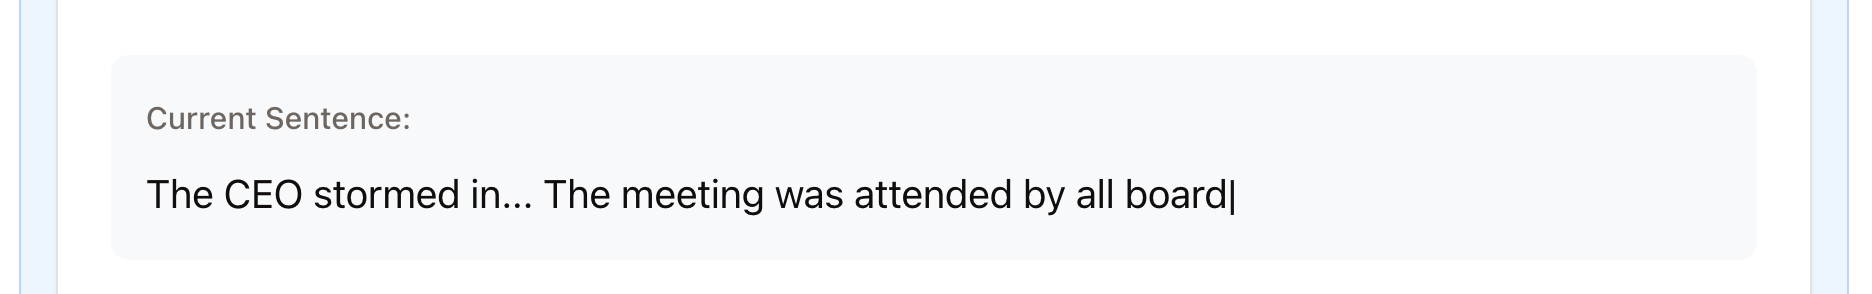 Current Sentence:
The CEO stormed in... The meeting was attended by all board|